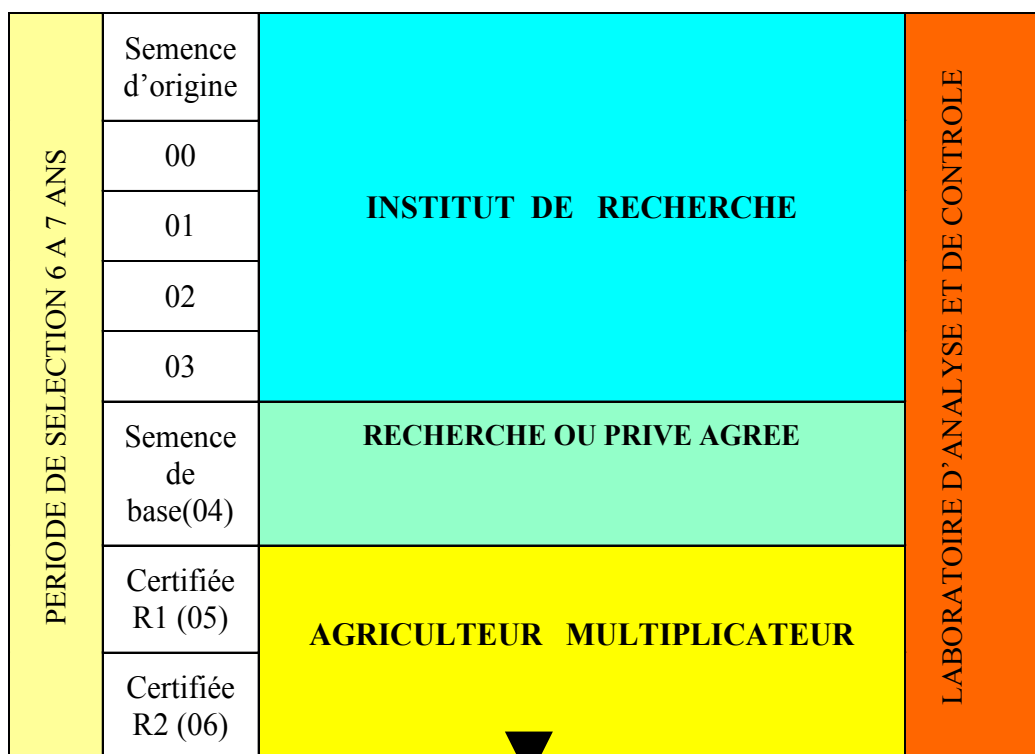 PERIODE DE SELECTION 6 A 7 ANS
Semence
d’origine
00
01
02
03
Semence
de
base(04)
Certifiée
R1 (05)
Certifiée
R2 (06)
INSTITUT DE RECHERCHE
RECHERCHE OU PRIVE AGREE
AGRICULTEUR MULTIPLICATEUR
LABORATOIRE D’ANALYSE ET DE CONTROLE